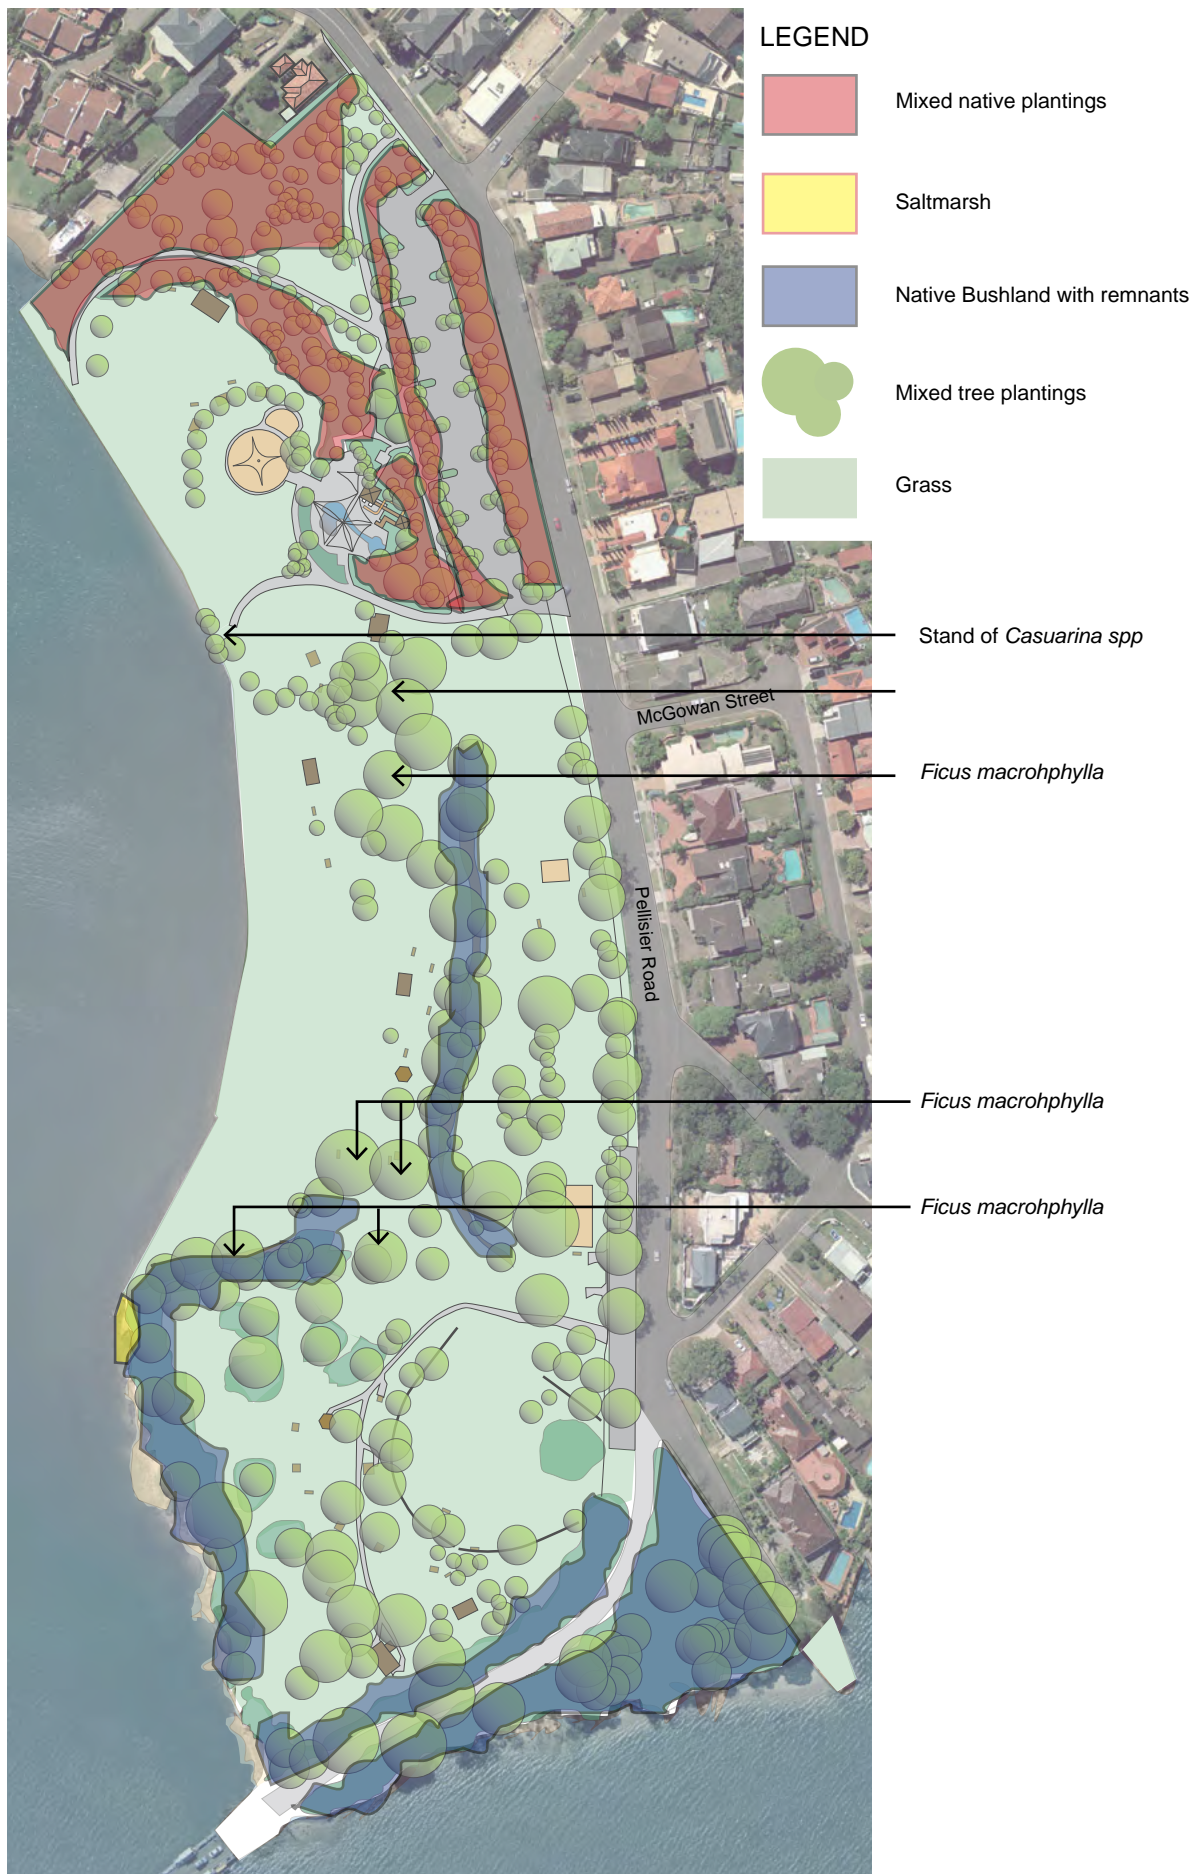 LEGEND
Mixed native plantings
Saltmarsh
Native Bushland with remnants
Mixed tree plantings
Grass
Stand of Casuarina spp
McGowan Street
Ficus macrohphylla
Pellisier Road
Ficus macrohphylla
Ficus macrohphylla